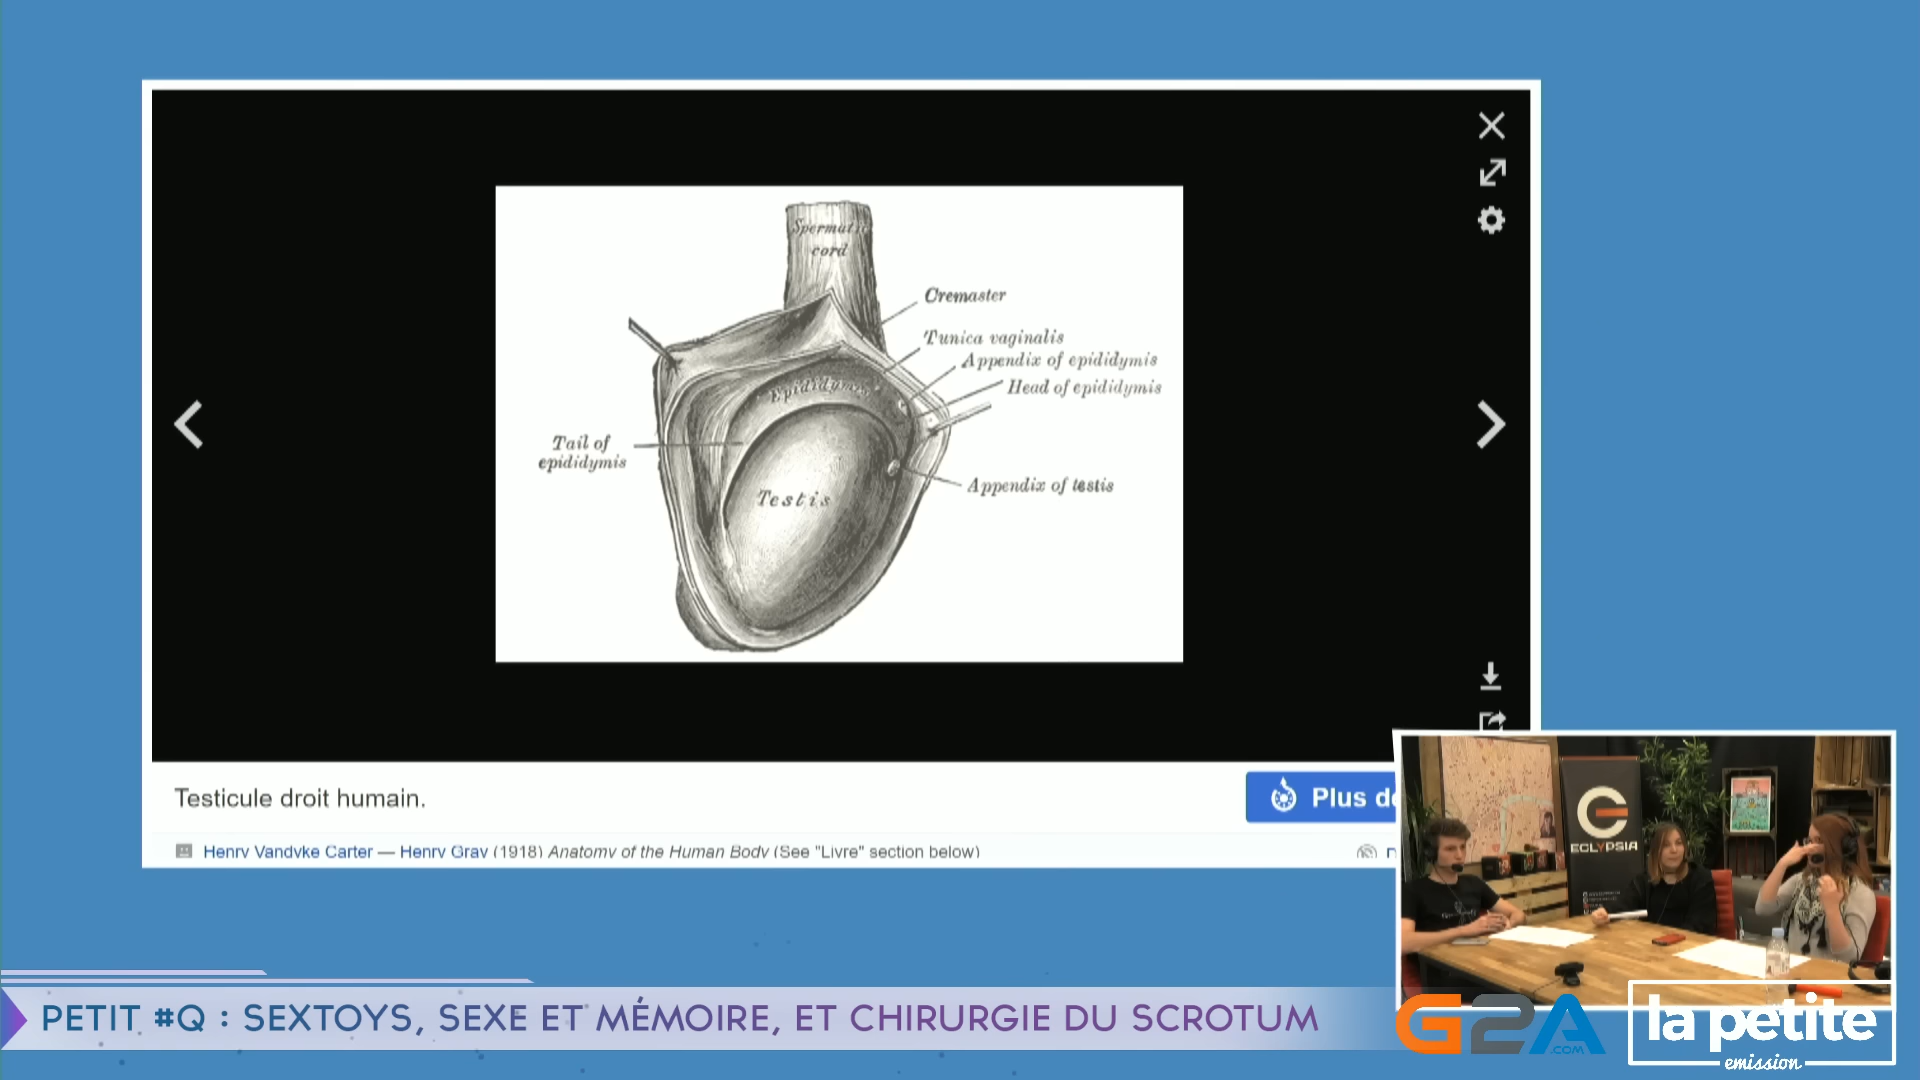 Spermatic
cord
Cremaster
Tunica vaginalis
Appendix of epididymis
Head of epididymis
Epididymis
Tail of
epididymis
Testis
Appendix of testis
Testicule droit humain.
Plus de
Henry Vandyke Carter — Henry Gray (1918) Anatomy of the Human Body (See "Livre" section below)
ECLYPSIA
PETIT #Q : SEXTOYS, SEXE ET MÉMOIRE, ET CHIRURGIE DU SCROTUM
G2A
.COM
la petite
emission